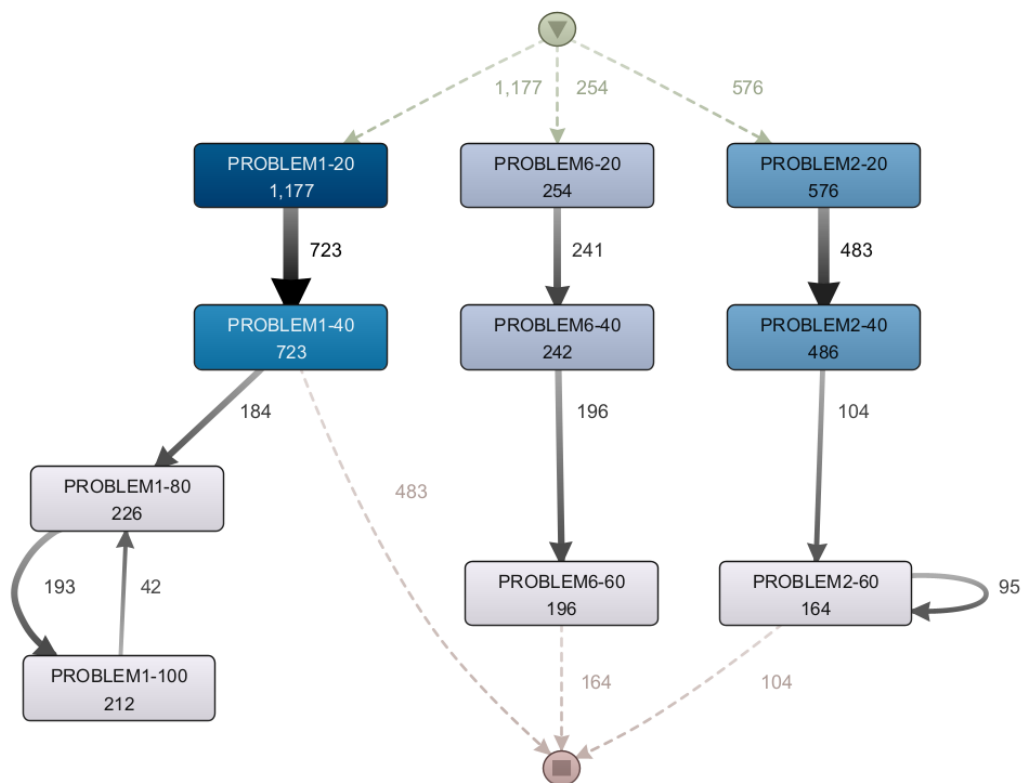 1,177
254
576
PROBLEM1-20
1,177
PROBLEM6-20
254
PROBLEM2-20
576
723
241
483
PROBLEM1-40
723
PROBLEM6-40
242
PROBLEM2-40
486
184
196
104
PROBLEM1-80
226
483
193
42
PROBLEM6-60
196
PROBLEM2-60
164
95
PROBLEM1-100
212
164
104